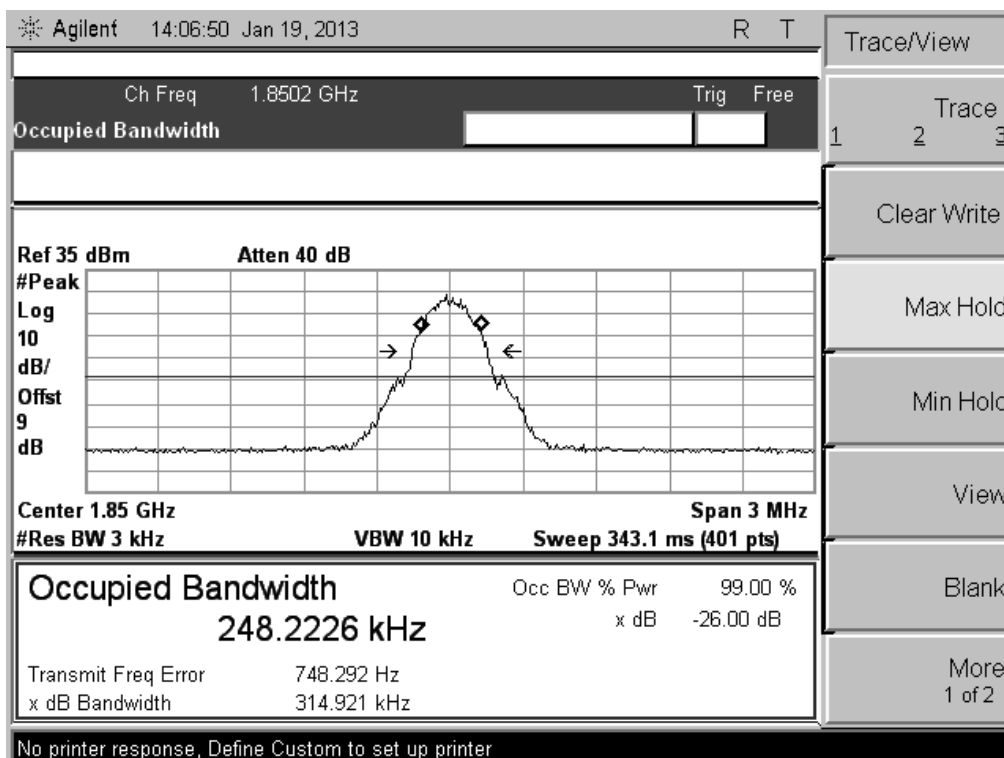 Agilent 14:06:50 Jan 19, 2013 R T
Trace/View
Ch Freq 1.8502 GHz Trig Free
Occupied Bandwidth
Trace
1 2 3
Clear Write
Max Hold
Min Hold
View
Blank
More
1 of 2
Ref 35 dBm Atten 40 dB
#Peak
Log
10
dB/
Offst
9
dB
Center 1.85 GHz Span 3 MHz
#Res BW 3 kHz VBW 10 kHz Sweep 343.1 ms (401 pts)
Occupied Bandwidth
248.2226 kHz
Occ BW % Pwr 99.00 %
x dB -26.00 dB
Transmit Freq Error 748.292 Hz
x dB Bandwidth 314.921 kHz
No printer response, Define Custom to set up printer